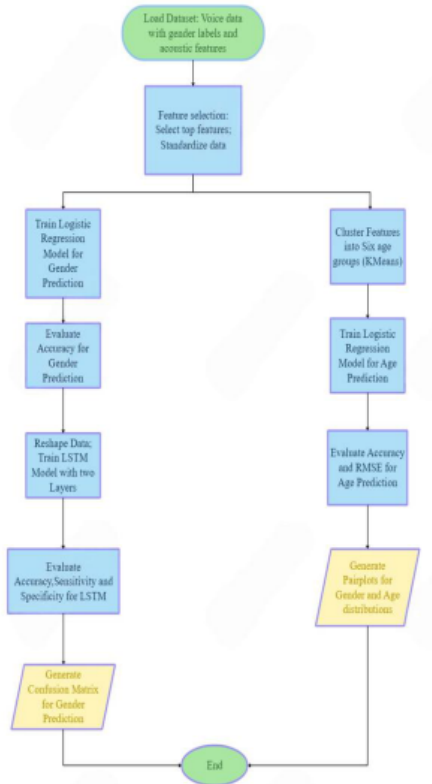 Load Dataset: Voice data
with gender labels and
acoustic features
Feature selection:
Select top features;
Standardize data
Train Logistic
Regression
Model for
Gender
Prediction
Evaluate
Accuracy for
Gender
Prediction
Reshape Data;
Train LSTM
Model with two
Layers
Evaluate
Accuracy,Sensitivity and
Specificity for LSTM
Generate
Confusion Matrix
for Gender
Prediction
Cluster Features
into Six age
groups (KMeans)
Train Logistic
Regression
Model for Age
Prediction
Evaluate Accuracy
and RMSE for
Age Prediction
Generate
Pairplots for
Gender and Age
distributions
End